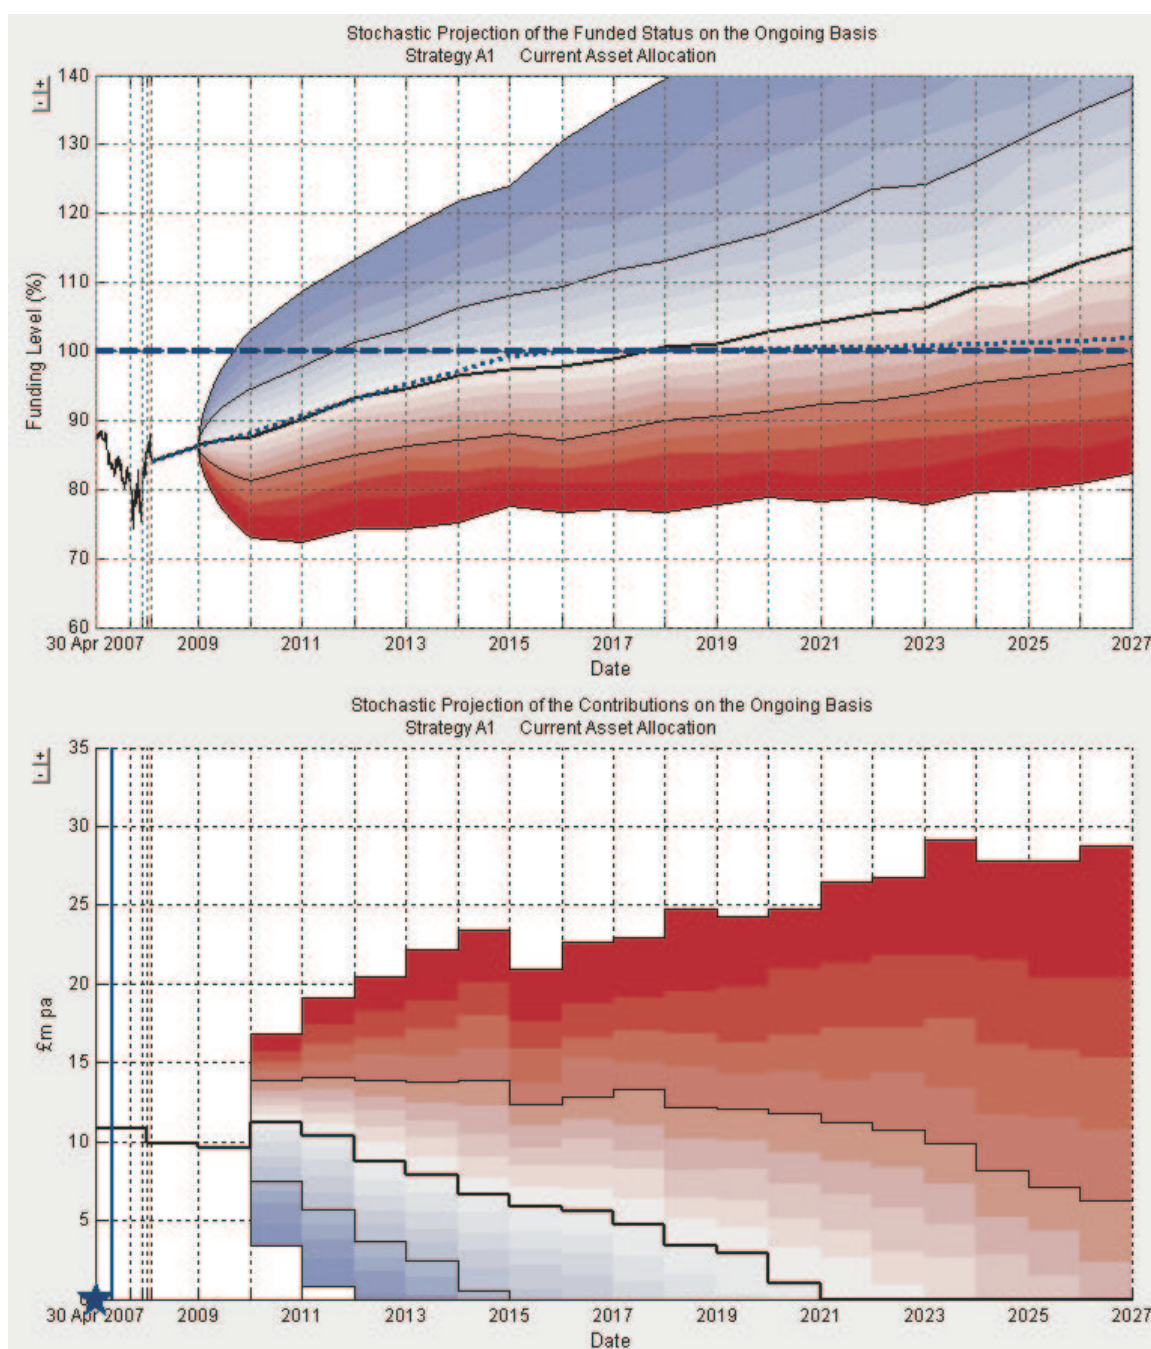 Stochastic Projection of the Funded Status on the Ongoing Basis
Strategy A1 Current Asset Allocation
- +
140
130
120
110
100
90
80
70
60
Funding Level (%)
30 Apr 2007 2009 2011 2013 2015 2017 2019 2021 2023 2025 2027
Date
Stochastic Projection of the Contributions on the Ongoing Basis
Strategy A1 Current Asset Allocation
- +
35
30
25
20
15
10
5
0
£m pa
30 Apr 2007 2009 2011 2013 2015 2017 2019 2021 2023 2025 2027
Date